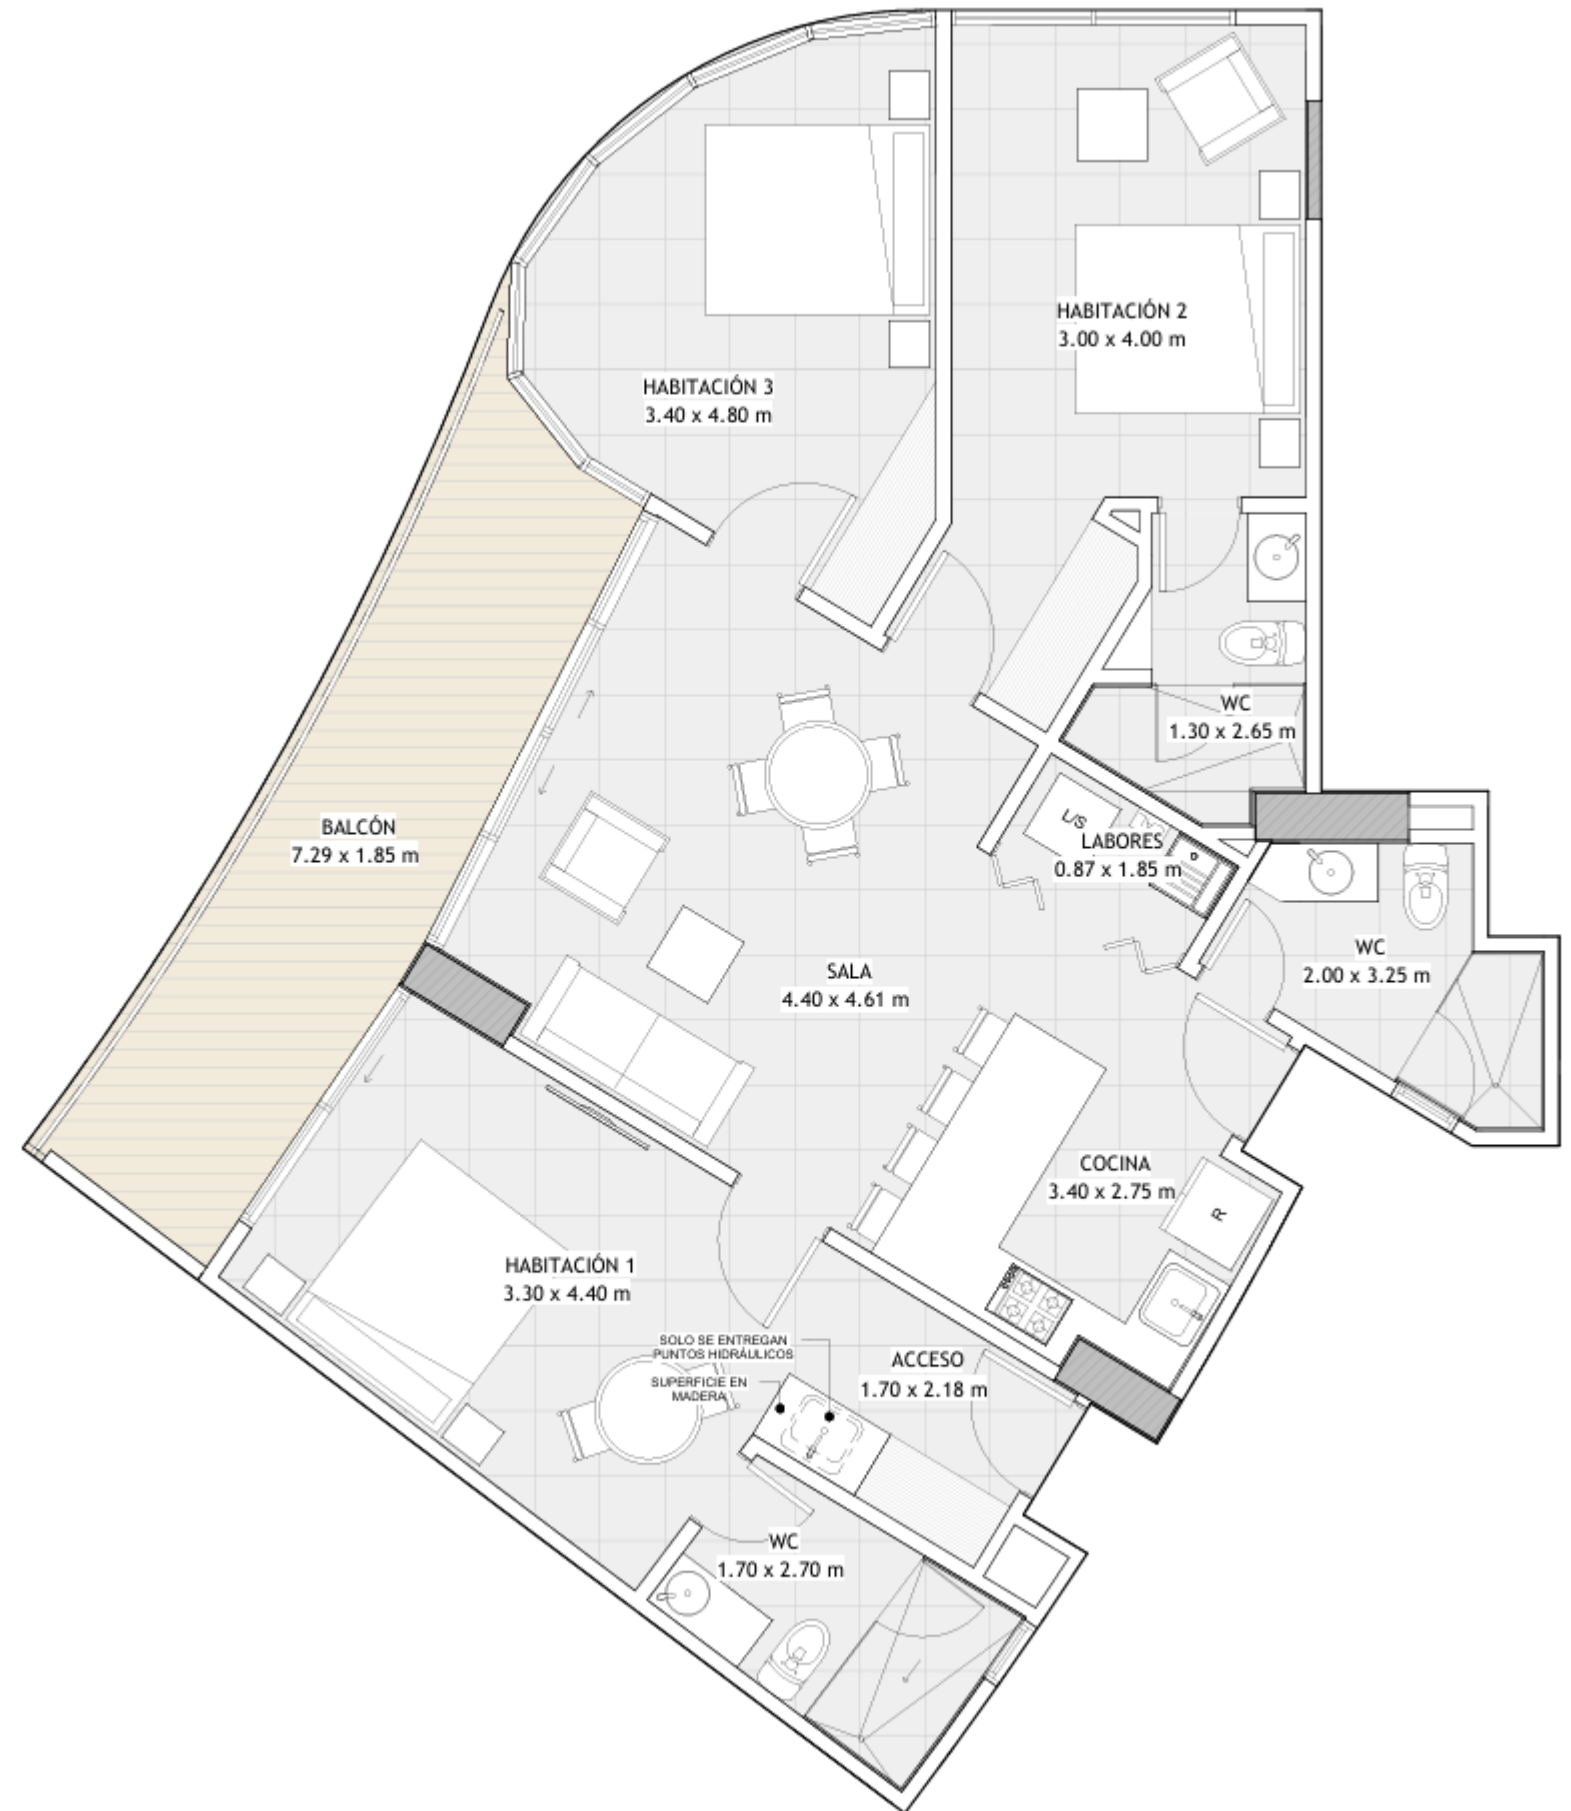 HABITACIÓN 2
3.00 x 4.00 m
HABITACIÓN 3
3.40 x 4.80 m
WC
1.30 x 2.65 m
L/S
LABORES
0.87 x 1.85 m
BALCÓN
7.29 x 1.85 m
WC
2.00 x 3.25 m
SALA
4.40 x 4.61 m
COCINA
3.40 x 2.75 m
R
HABITACIÓN 1
3.30 x 4.40 m
SOLO SE ENTREGAN
PUNTOS HIDRÁULICOS
SUPERFICIE EN
MADERA
ACCESO
1.70 x 2.18 m
WC
1.70 x 2.70 m